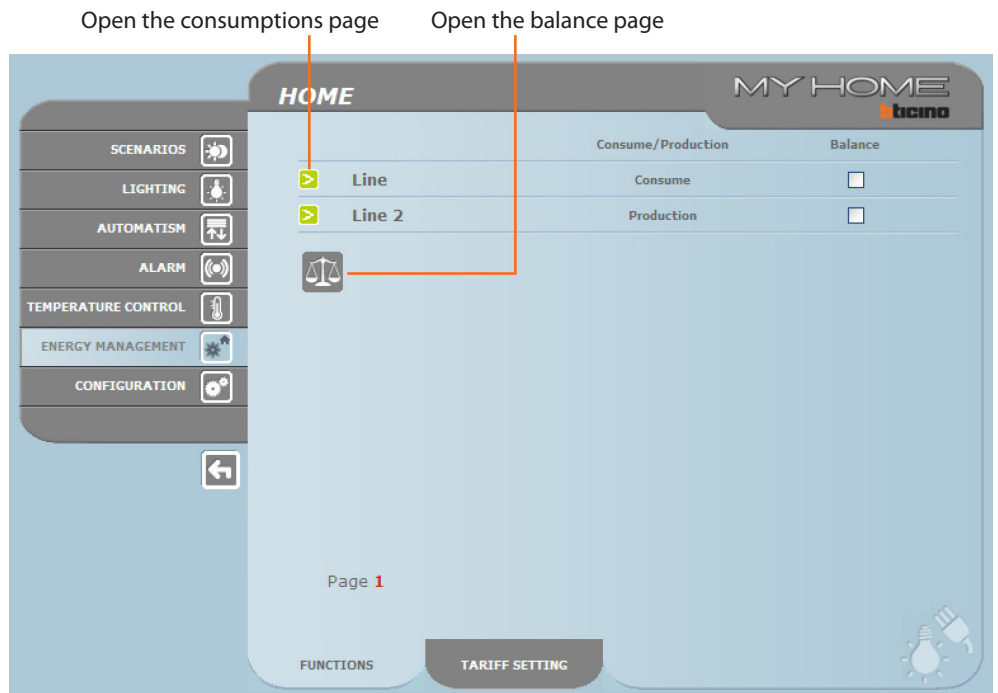 Open the consumptions page
Open the balance page
HOME
MY HOME
bticino
SCENARIOS
LIGHTING
AUTOMATISM
ALARM
TEMPERATURE CONTROL
ENERGY MANAGEMENT
CONFIGURATION
Consume/Production Balance
Line Consume
Line 2 Production
Page 1
FUNCTIONS
TARIFF SETTING